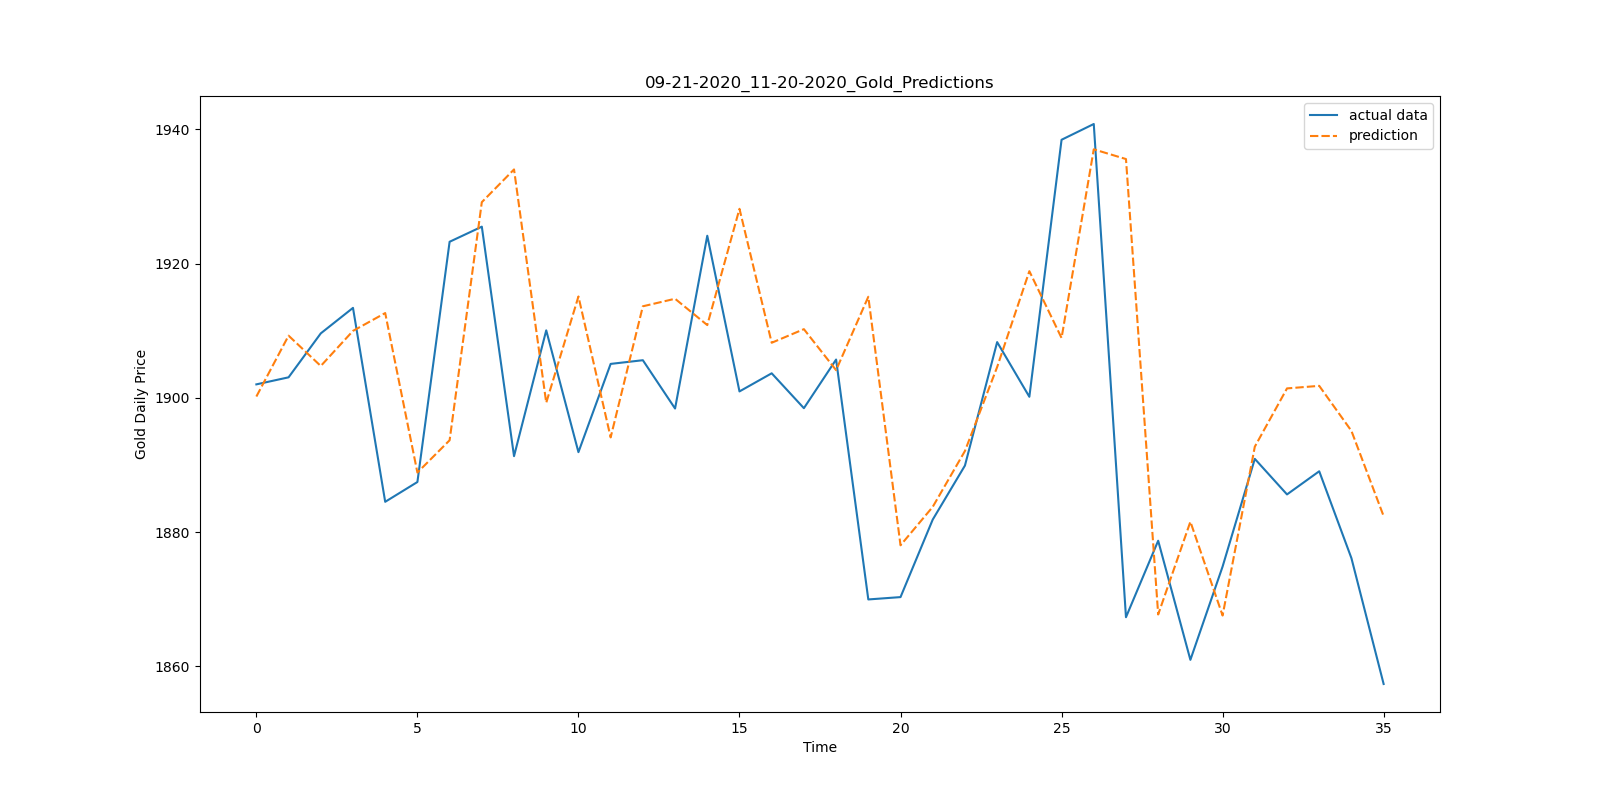 09-21-2020_11-20-2020_Gold_Predictions
actual data
prediction
Gold Daily Price
1940
1920
1900
1880
1860
0 5 10 15 20 25 30 35
Time